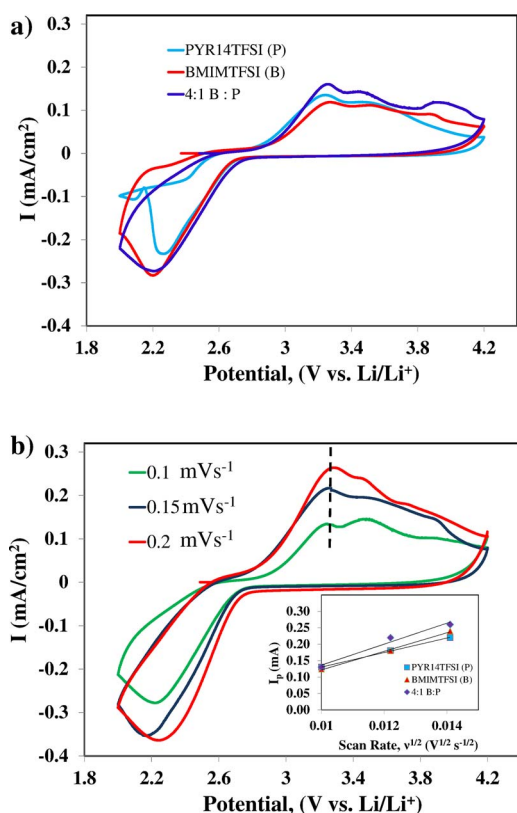 a)
PYR14TFSI (P)
BMIMTFSI (B)
4:1 B : P
0.3
0.2
0.1
0
-0.1
-0.2
-0.3
-0.4
I (mA/cm²)
1.8 2.2 2.6 3 3.4 3.8 4.2
Potential, (V vs. Li/Li⁺)
b)
0.1 mVs⁻¹
0.15 mVs⁻¹
0.2 mVs⁻¹
0.3
0.2
0.1
0
-0.1
-0.2
-0.3
-0.4
I (mA/cm²)
0.30
0.25
0.20
0.15
0.10
0.05
0.00
Iₚ (mA)
PYR14TFSI (P)
BMIMTFSI (B)
4:1 B:P
0.01 0.012 0.014
Scan Rate, ν¹/² (V¹/² s⁻¹/²)
1.8 2.2 2.6 3 3.4 3.8 4.2
Potential, (V vs. Li/Li⁺)